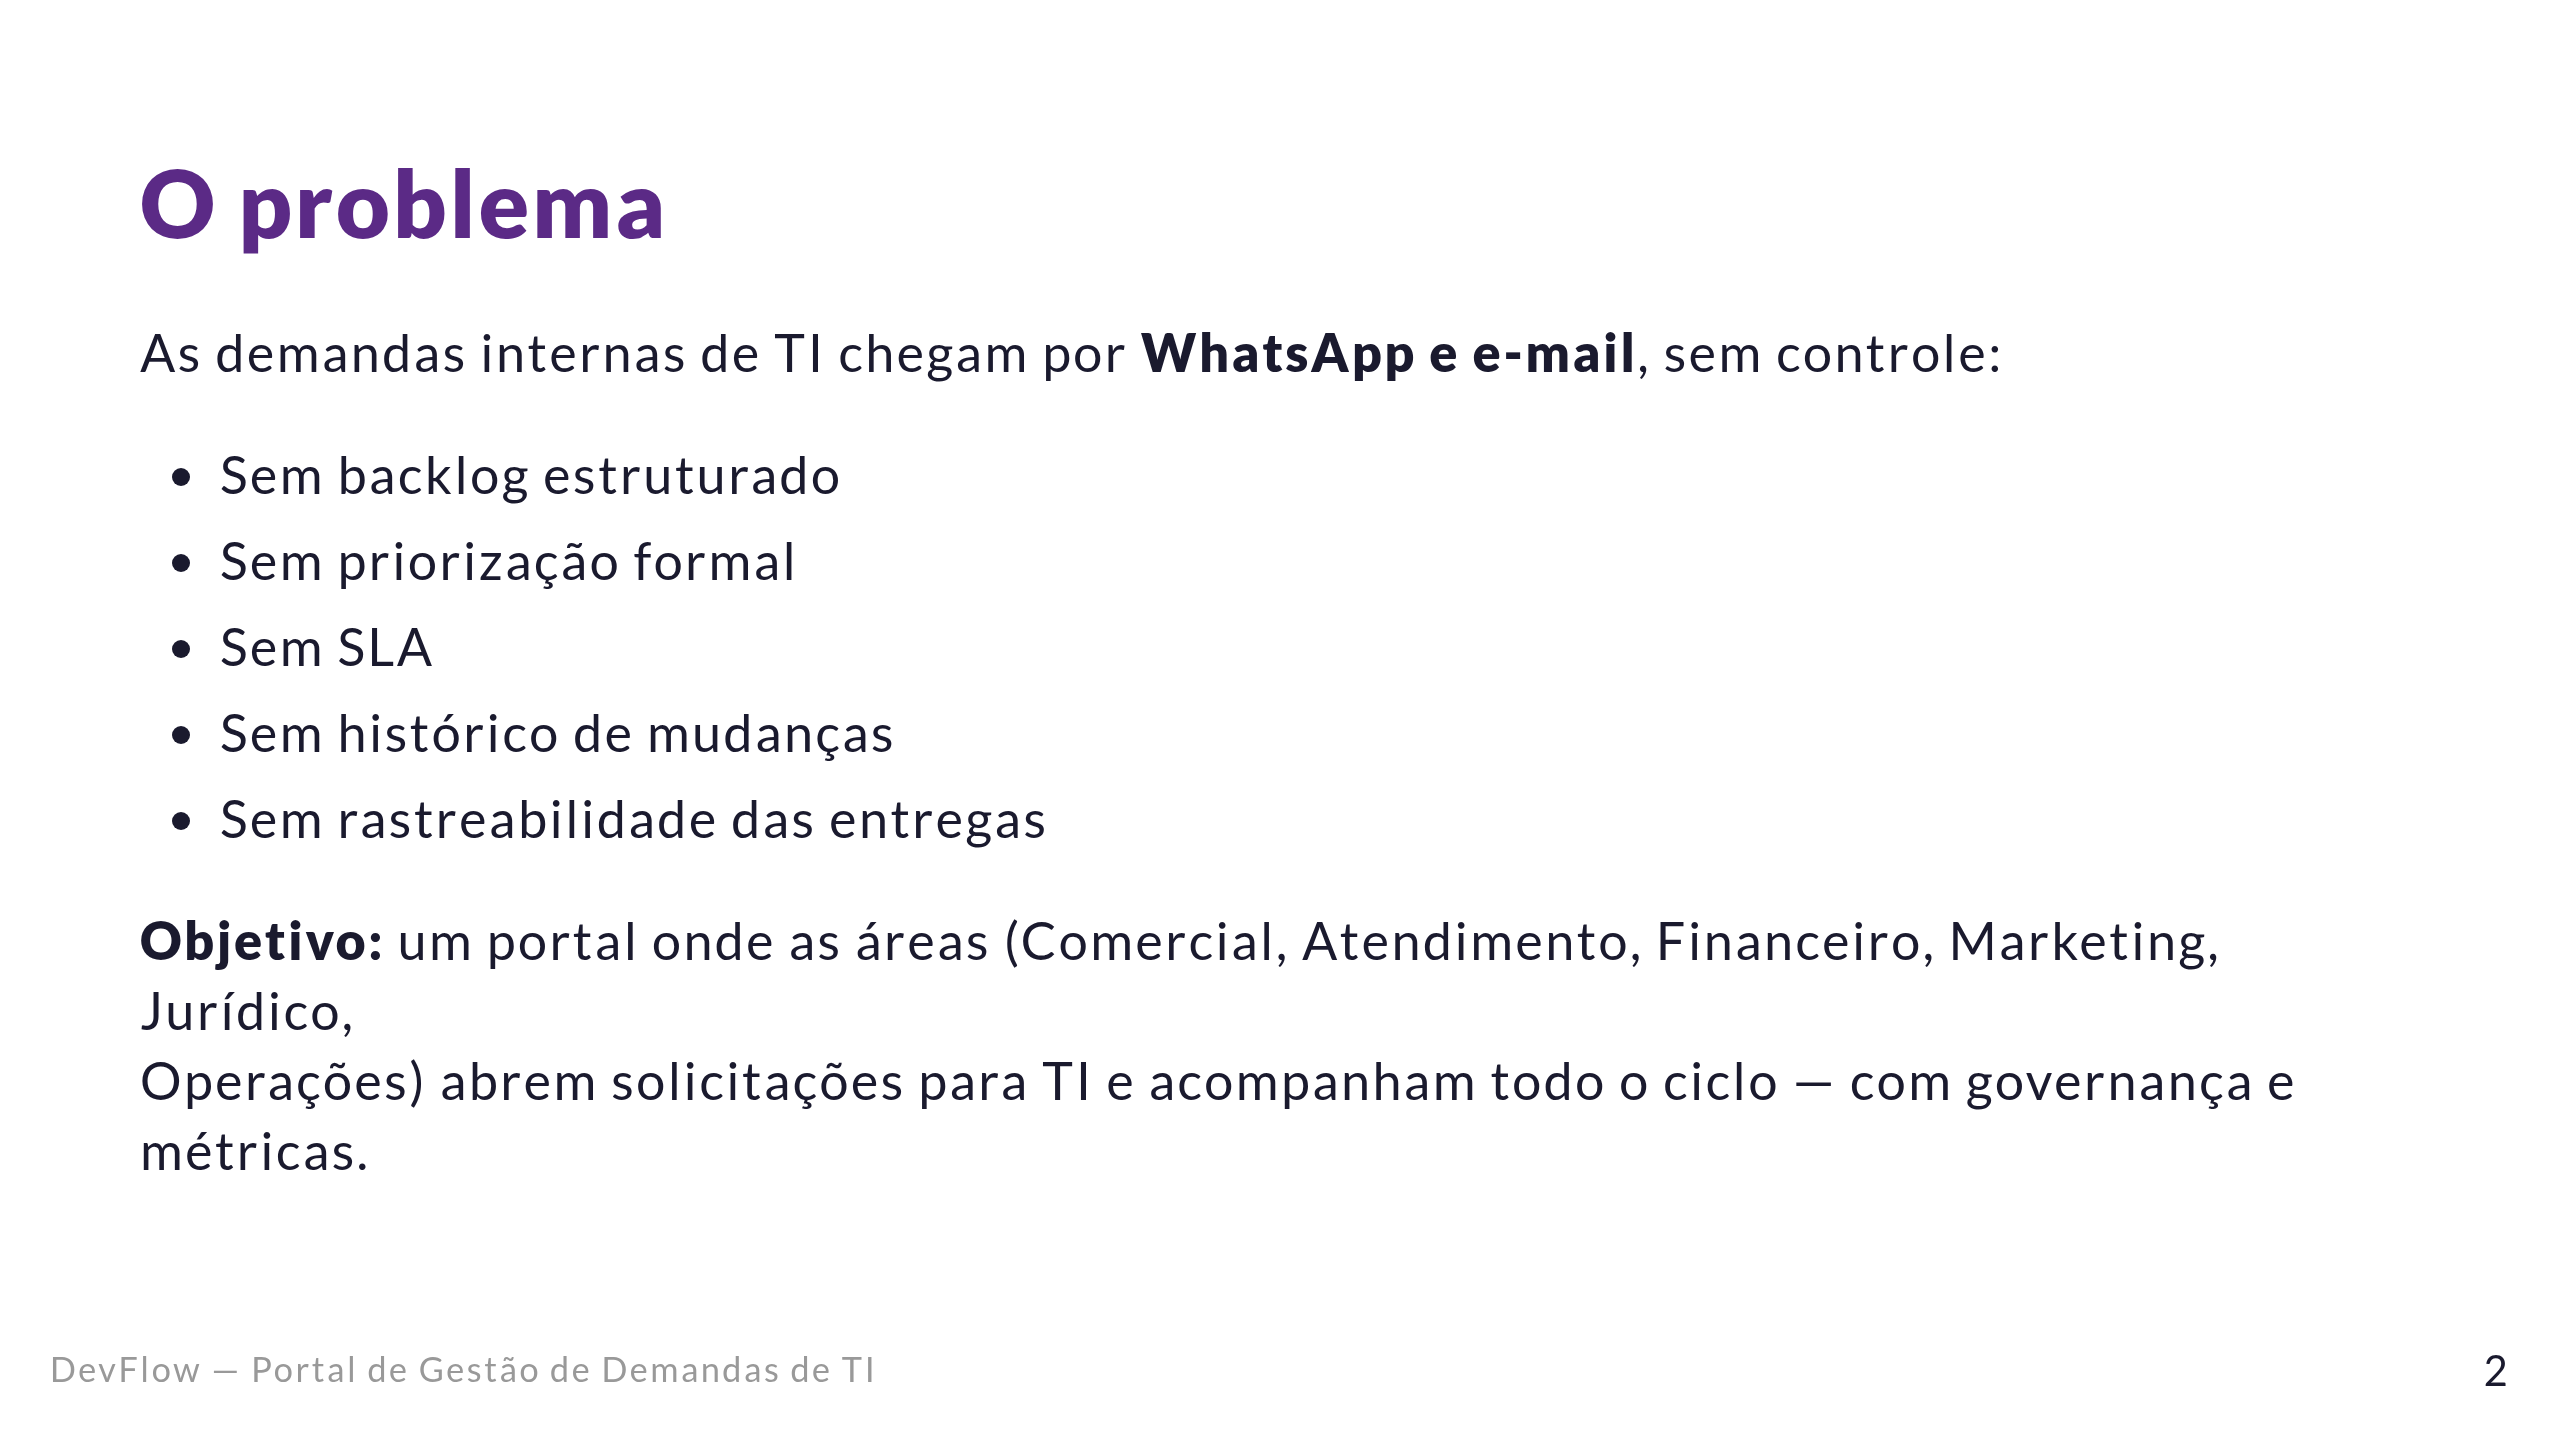 O problema
As demandas internas de TI chegam por WhatsApp e e-mail, sem controle:
• Sem backlog estruturado
• Sem priorização formal
• Sem SLA
• Sem histórico de mudanças
• Sem rastreabilidade das entregas
Objetivo: um portal onde as áreas (Comercial, Atendimento, Financeiro, Marketing,
Jurídico,
Operações) abrem solicitações para TI e acompanham todo o ciclo — com governança e
métricas.
DevFlow — Portal de Gestão de Demandas de TI
2